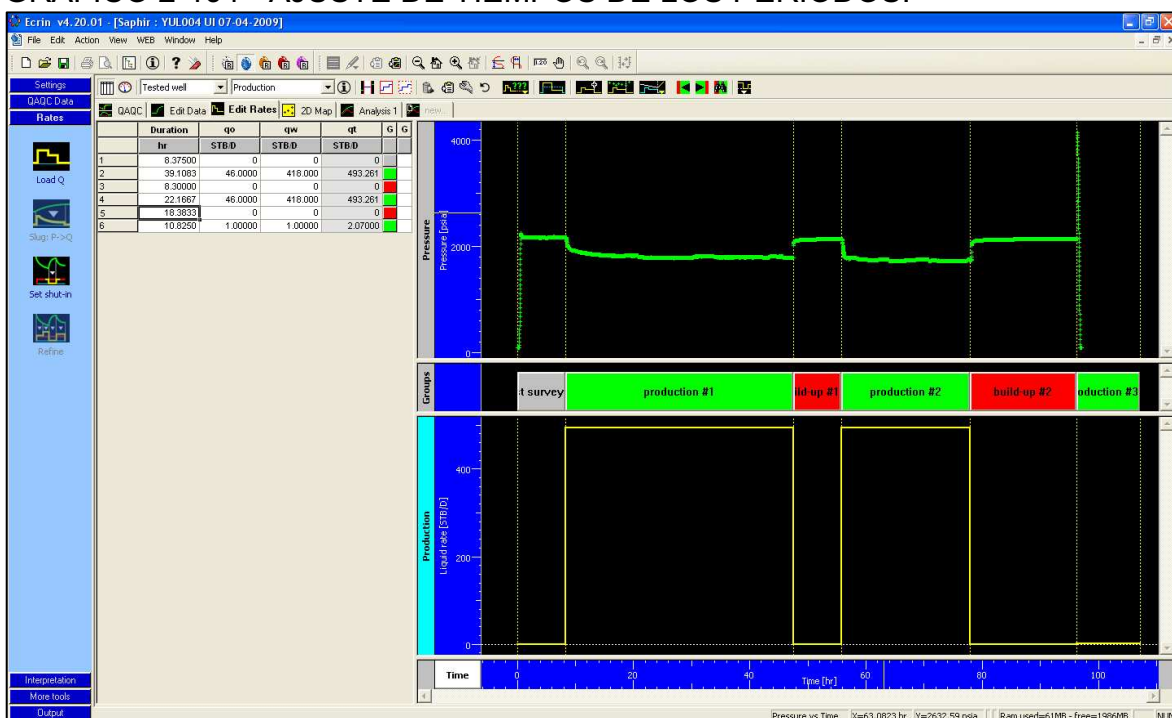 GRÁFICO 2-104 - AJUSTE DE TIEMPOS DE LOS PERIODOS.
Ecrin v4.20.01 - [Saphir : YUL004 UI 07-04-2009]
File Edit Action View WEB Window Help
Settings
QAQC Data
Rates
Load Q
Slug: P->Q
Set shut-in
Refine
Interpretation
More tools
Output
Tested well
Production
QAQC Edit Data Edit Rates 2D Map Analysis 1 new...
Duration qo qw qt G G
hr STB/D STB/D STB/D
1 8.37500 0 0 0
2 39.1083 46.0000 418.000 493.261
3 8.30000 0 0 0
4 22.1667 46.0000 418.000 493.261
5 18.3833 0 0 0
6 10.8250 1.00000 1.00000 2.07000
Pressure
Pressure [psia]
4000
2000
0
Groups
t survey
production #1
ild-up #1
production #2
build-up #2
oduction #3
Production
Liquid rate [STB/D]
400
200
0
Time
0 20 40 60 80 100
Time [hr]
Pressure vs Time X=63.0823 hr Y=2632.59 psia Ram used=61MB - free=1986MB NUM